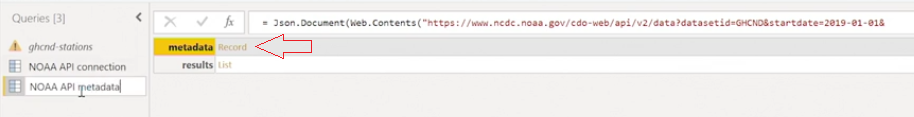 Queries [3]
fx
= Json.Document(Web.Contents("https://www.ncdc.noaa.gov/cdo-web/api/v2/data?datasetid=GHCND&startdate=2019-01-01&
ghcnd-stations
NOAA API connection
NOAA API metadata
metadata Record
results List